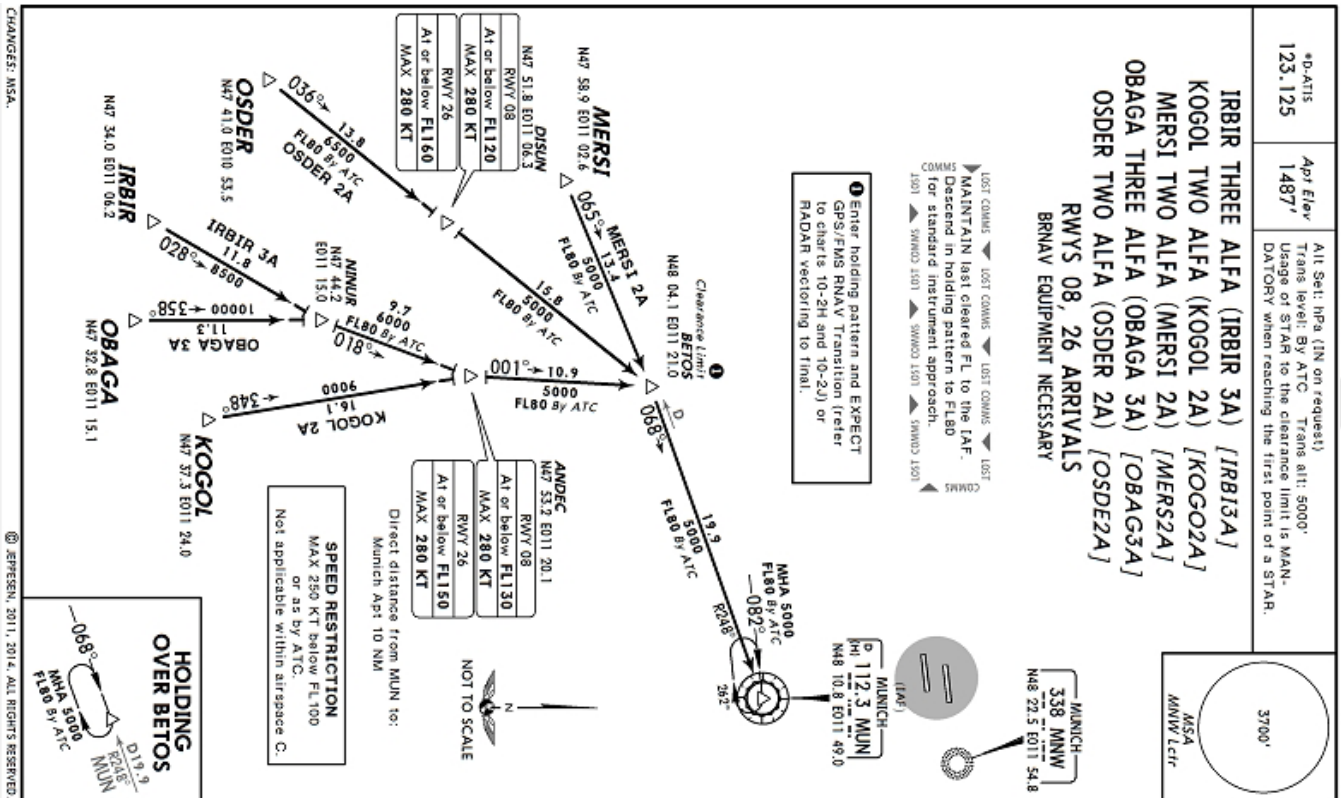 *D-ATIS
123.125
Apt Elev
1487'
Alt Set: hPa (IN on request)
Trans level: By ATC Trans alt: 5000'
Usage of STAR to the clearance limit is MAN-
DATORY when reaching the first point of a STAR.
3700'
MSA
MNW Lctr
IRBIR THREE ALFA (IRBIR 3A) [IRBI3A]
KOGOL TWO ALFA (KOGOL 2A) [KOGO2A]
MERSI TWO ALFA (MERSI 2A) [MERS2A]
OBAGA THREE ALFA (OBAGA 3A) [OBAG3A]
OSDER TWO ALFA (OSDER 2A) [OSDE2A]
RWYS 08, 26 ARRIVALS
BRNAV EQUIPMENT NECESSARY
LOST COMMS LOST COMMS LOST COMMS LOST COMMS
MAINTAIN last cleared FL to the IAF.
Descend in holding pattern to FL80
for standard instrument approach.
COMMS LOST COMMS LOST COMMS LOST COMMS LOST
1 Enter holding pattern and EXPECT
GPS/FMS RNAV Transition (refer
to charts 10-2H and 10-2J) or
RADAR vectoring to final.
MUNICH
338 MNW
N48 22.5 E011 54.8
(IAF)
MUNICH
D
(H) 112.3 MUN
N48 10.8 E011 49.0
MHA 5000
FL80 By ATC
082°
262°
R248°
19.9
5000
FL80 By ATC
D
068°
1
Clearance Limit
BETOS
N48 04.1 E011 21.0
MERSI
N47 58.9 E011 02.6
065°
MERSI 2A
13.4
5000
FL80 By ATC
DISUN
N47 51.8 E011 06.3
RWY 08
At or below FL120
MAX 280 KT
RWY 26
At or below FL160
MAX 280 KT
15.8
5000
FL80 By ATC
036°
13.8
6500
FL80 By ATC
OSDER 2A
OSDER
N47 41.0 E010 53.5
ANDEC
N47 53.2 E011 20.1
RWY 08
At or below FL130
MAX 280 KT
RWY 26
At or below FL150
MAX 280 KT
001°
10.9
5000
FL80 By ATC
NINUR
N47 44.2
E011 15.0
9.7
6000
FL80 By ATC
018°
IRBIR 3A
11.8
8500
028°
IRBIR
N47 34.0 E011 06.2
358°
10000
11.3
OBAGA 3A
OBAGA
N47 32.8 E011 15.1
348°
9000
16.1
KOGOL 2A
KOGOL
N47 37.3 E011 24.0
Direct distance from MUN to:
Munich Apt 10 NM
NOT TO SCALE
N
SPEED RESTRICTION
MAX 250 KT below FL100
or as by ATC.
Not applicable within airspace C.
HOLDING
OVER BETOS
D19.9
R248°
MUN
068°
MHA 5000
FL80 By ATC
CHANGES: MSA.
© JEPPESEN, 2011, 2014. ALL RIGHTS RESERVED.